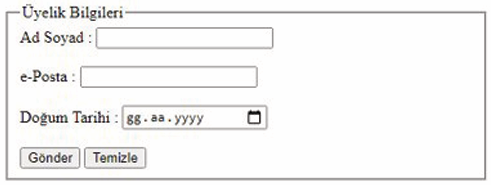 Üyelik Bilgileri
Ad Soyad :
e-Posta :
Doğum Tarihi : gg.aa.yyyy
Gönder Temizle